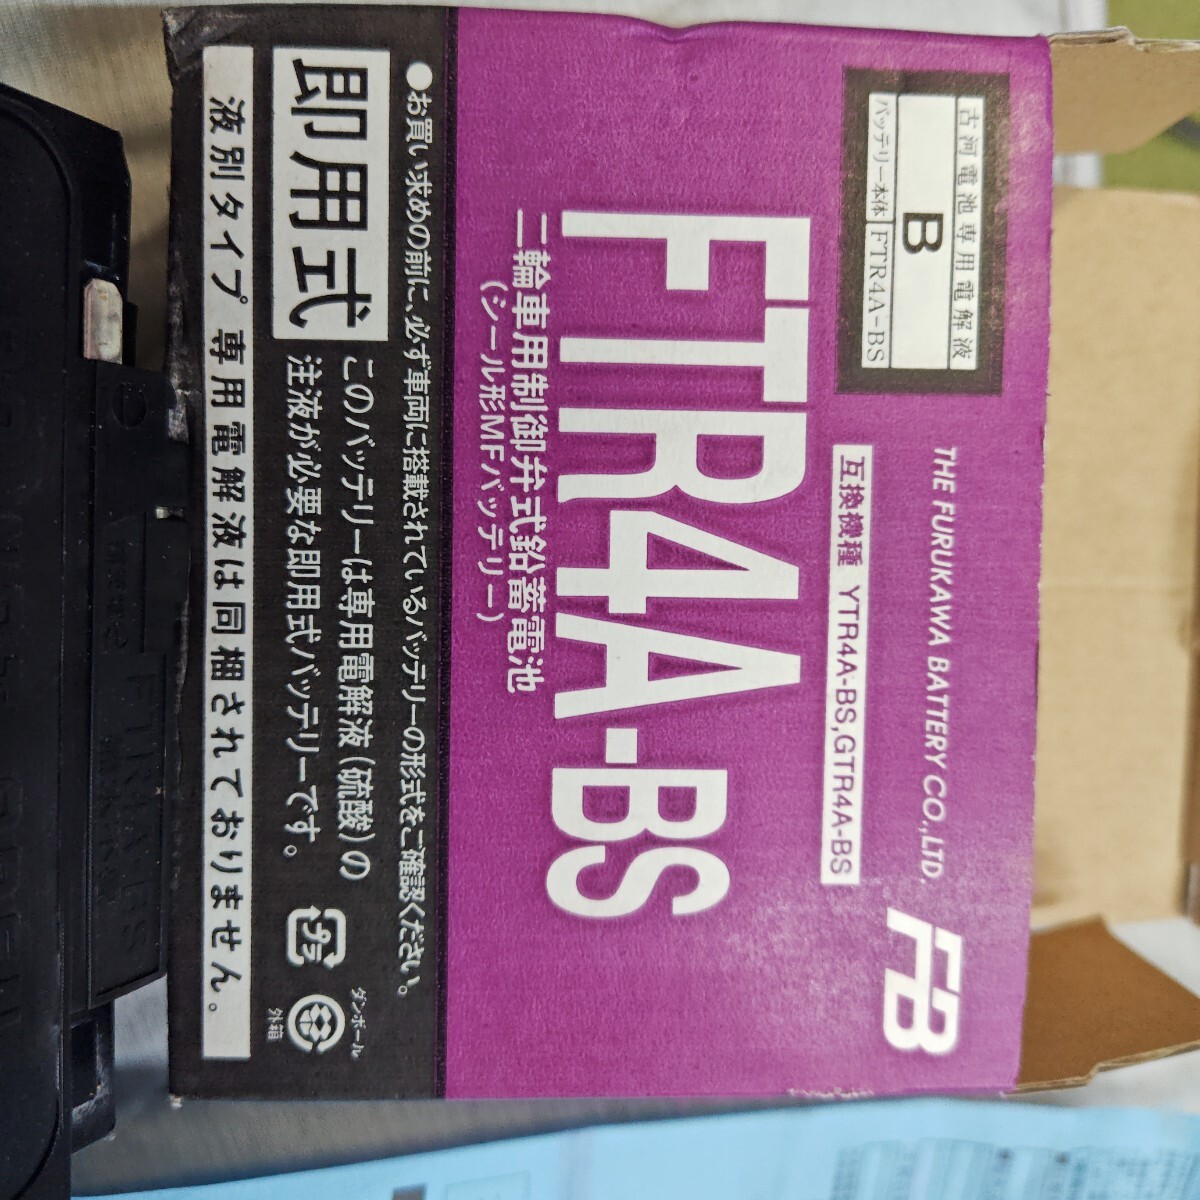 古河電池専用電解液
B
バッテリー本体 FTR4A-BS
THE FURUKAWA BATTERY CO.,LTD.
FB
互換機種 YTR4A-BS,GTR4A-BS
FTR4A-BS
二輪車用制御弁式鉛蓄電池
(シール形MFバッテリー)
●お買い求めの前に、必ず車両に搭載されているバッテリーの形式をご確認ください。
即用式
このバッテリーは専用電解液(硫酸)の
注液が必要な即用式バッテリーです。
プラ
ダンボール
外箱
液別タイプ 専用電解液は同梱されておりません。
FTR4A-BS